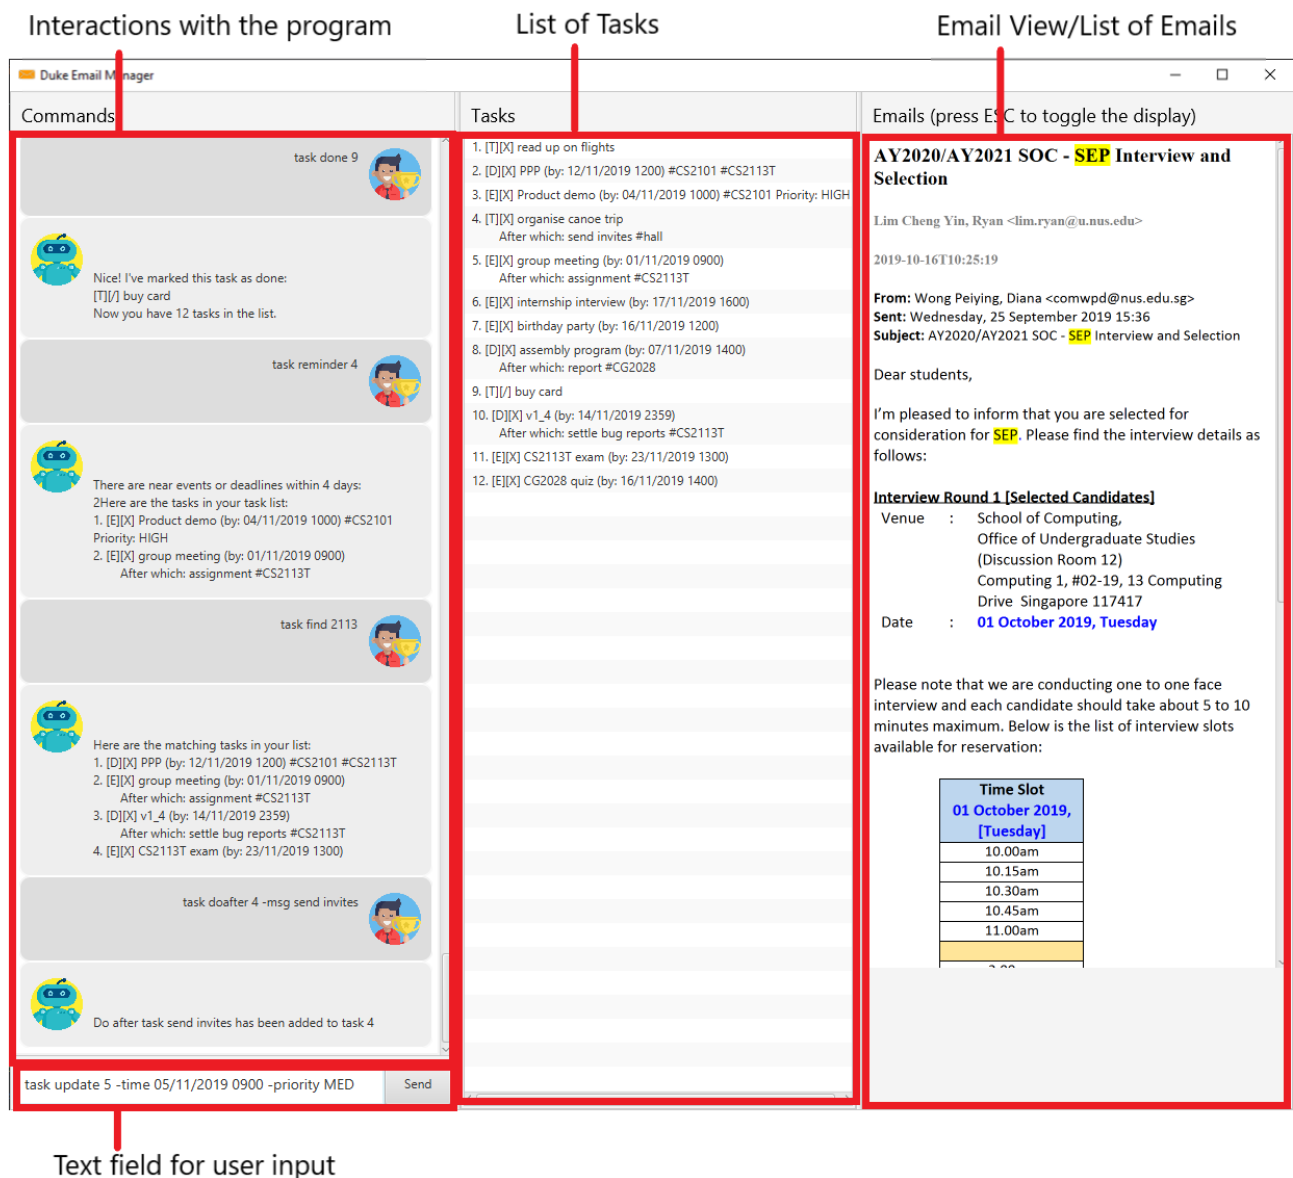 Interactions with the program
List of Tasks
Email View/List of Emails
Duke Email M nager
Commands
task done 9
Nice! I've marked this task as done:
[T][/] buy card
Now you have 12 tasks in the list.
task reminder 4
There are near events or deadlines within 4 days:
2Here are the tasks in your task list:
1. [E][X] Product demo (by: 04/11/2019 1000) #CS2101
Priority: HIGH
2. [E][X] group meeting (by: 01/11/2019 0900)
After which: assignment #CS2113T
task find 2113
Here are the matching tasks in your list:
1. [D][X] PPP (by: 12/11/2019 1200) #CS2101 #CS2113T
2. [E][X] group meeting (by: 01/11/2019 0900)
After which: assignment #CS2113T
3. [D][X] v1_4 (by: 14/11/2019 2359)
After which: settle bug reports #CS2113T
4. [E][X] CS2113T exam (by: 23/11/2019 1300)
task doafter 4 -msg send invites
Do after task send invites has been added to task 4
task update 5 -time 05/11/2019 0900 -priority MED
Send
Text field for user input
Tasks
1. [T][X] read up on flights
2. [D][X] PPP (by: 12/11/2019 1200) #CS2101 #CS2113T
3. [E][X] Product demo (by: 04/11/2019 1000) #CS2101 Priority: HIGH
4. [T][X] organise canoe trip
After which: send invites #hall
5. [E][X] group meeting (by: 01/11/2019 0900)
After which: assignment #CS2113T
6. [E][X] internship interview (by: 17/11/2019 1600)
7. [E][X] birthday party (by: 16/11/2019 1200)
8. [D][X] assembly program (by: 07/11/2019 1400)
After which: report #CG2028
9. [T][/] buy card
10. [D][X] v1_4 (by: 14/11/2019 2359)
After which: settle bug reports #CS2113T
11. [E][X] CS2113T exam (by: 23/11/2019 1300)
12. [E][X] CG2028 quiz (by: 16/11/2019 1400)
Emails (press ESC to toggle the display)
AY2020/AY2021 SOC - SEP Interview and
Selection
Lim Cheng Yin, Ryan <lim.ryan@u.nus.edu>
2019-10-16T10:25:19
From: Wong Peiying, Diana <comwpd@nus.edu.sg>
Sent: Wednesday, 25 September 2019 15:36
Subject: AY2020/AY2021 SOC - SEP Interview and Selection
Dear students,
I'm pleased to inform that you are selected for
consideration for SEP. Please find the interview details as
follows:
Interview Round 1 [Selected Candidates]
Venue : School of Computing,
Office of Undergraduate Studies
(Discussion Room 12)
Computing 1, #02-19, 13 Computing
Drive Singapore 117417
Date : 01 October 2019, Tuesday
Please note that we are conducting one to one face
interview and each candidate should take about 5 to 10
minutes maximum. Below is the list of interview slots
available for reservation:
Time Slot
01 October 2019,
[Tuesday]
10.00am
10.15am
10.30am
10.45am
11.00am